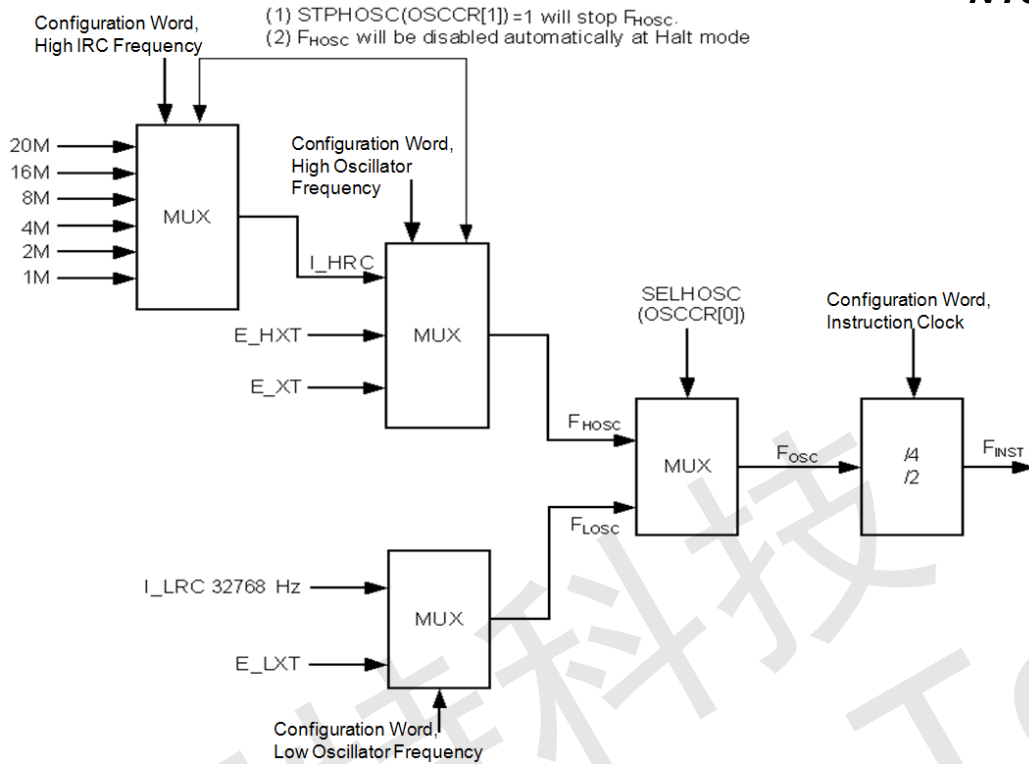 Configuration Word,
High IRC Frequency
(1) STPHOSC(OSCCR[1])=1 will stop FHOSC.
(2) FHOSC will be disabled automatically at Halt mode
20M
16M
8M
4M
2M
1M
MUX
Configuration Word,
High Oscillator
Frequency
I_HRC
E_HXT
E_XT
MUX
SELHOSC
(OSCCR[0])
Configuration Word,
Instruction Clock
FHOSC
FLOSC
MUX
FOSC
/4
/2
FINST
I_LRC 32768 Hz
E_LXT
MUX
Configuration Word,
Low Oscillator Frequency
科技